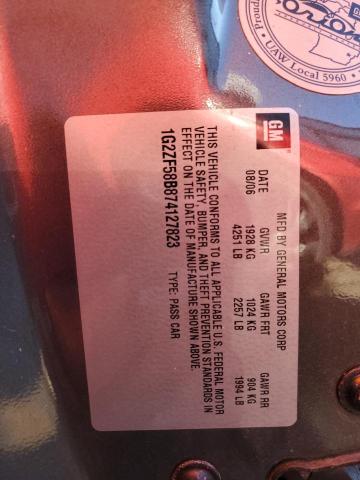 GM
MFD BY GENERAL MOTORS CORP
DATE GVWR GAWR FRT GAWR RR
08/06 1928 KG 1024 KG 904 KG
4251 LB 2257 LB 1994 LB
THIS VEHICLE CONFORMS TO ALL APPLICABLE U.S. FEDERAL MOTOR
VEHICLE SAFETY, BUMPER, AND THEFT PREVENTION STANDARDS IN
EFFECT ON THE DATE OF MANUFACTURE SHOWN ABOVE.
1G2ZF58B874127823 TYPE: PASS CAR
UAW Local 5960